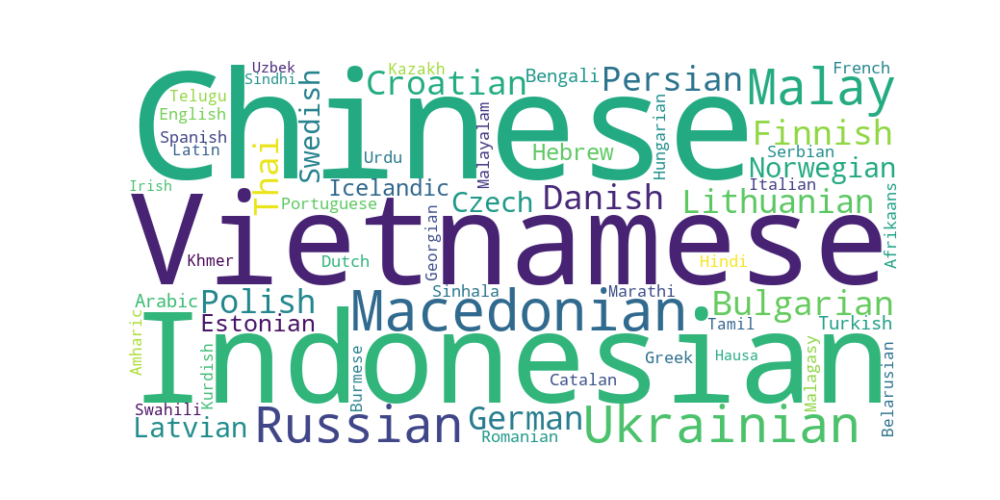 Chinese
Uzbek
Sindhi
Kazakh
Croatian
Bengali
Persian
French
Malay
Telugu
English
Spanish
Latin
Swedish
Thai
Urdu
Malayalam
Hebrew
Hungarian
Finnish
Serbian
Norwegian
Irish
Icelandic
Portuguese
Czech
Danish
Italian
Lithuanian
Afrikaans
Vietnamese
Khmer
Dutch
Georgian
Hindi
Arabic
Polish
Estonian
Sinhala
Marathi
Macedonian
Bulgarian
Tamil
Turkish
Indonesian
Amharic
Kurdish
Burmese
Greek
Hausa
Catalan
Malagasy
Belarusian
Swahili
Latvian
Russian
German
Romanian
Ukrainian